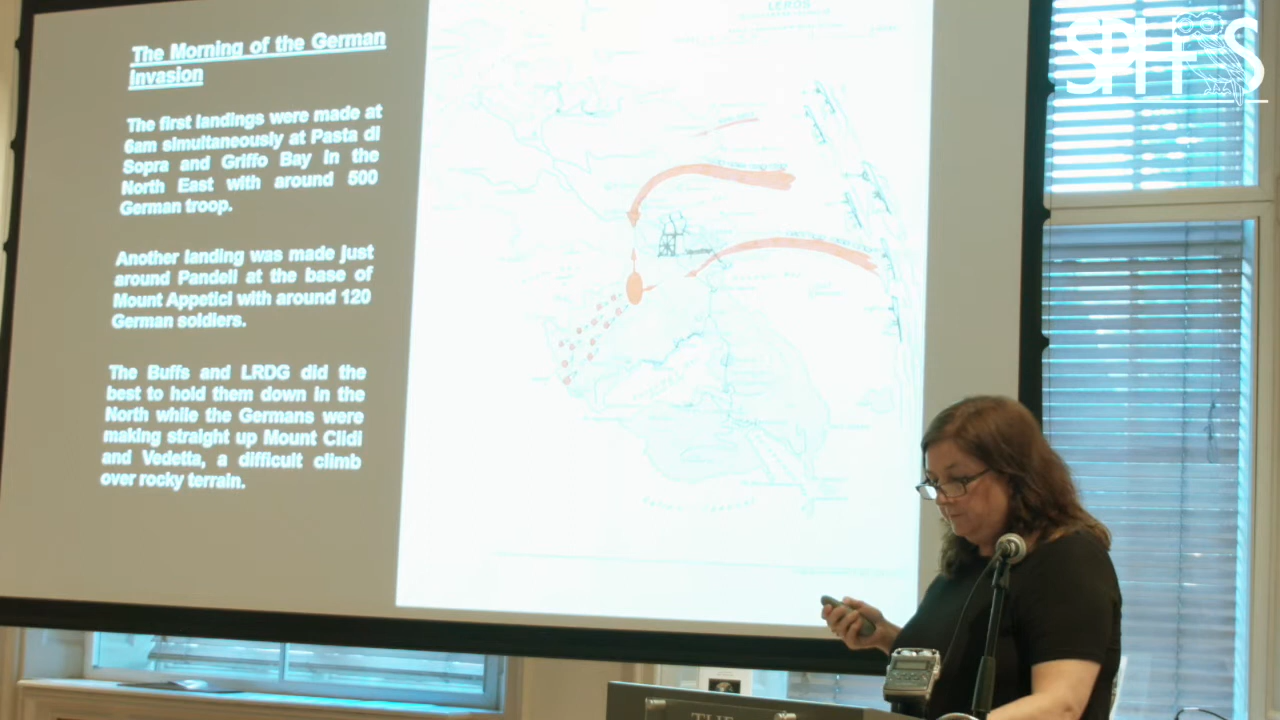 SPIFS
LEROS
The Morning of the German
Invasion
The first landings were made at
6am simultaneously at Pasta di
Sopra and Griffo Bay in the
North East with around 500
German troop.
Another landing was made just
around Pandeli at the base of
Mount Appetici with around 120
German soldiers.
The Buffs and LRDG did the
best to hold them down in the
North while the Germans were
making straight up Mount Clidi
and Vedetta, a difficult climb
over rocky terrain.
THE